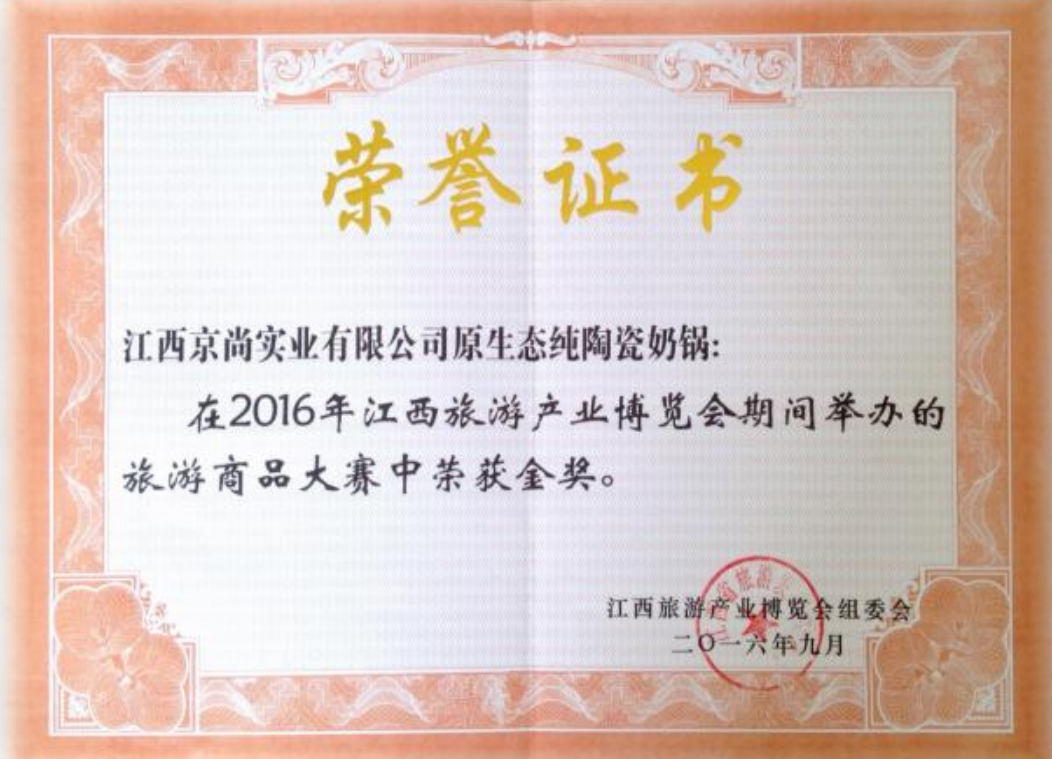 荣誉证书
江西京尚实业有限公司原生态纯陶瓷奶锅:
在2016年江西旅游产业博览会期间举办的
旅游商品大赛中荣获金奖。
江西旅游产业博览会组委会
二〇一六年九月